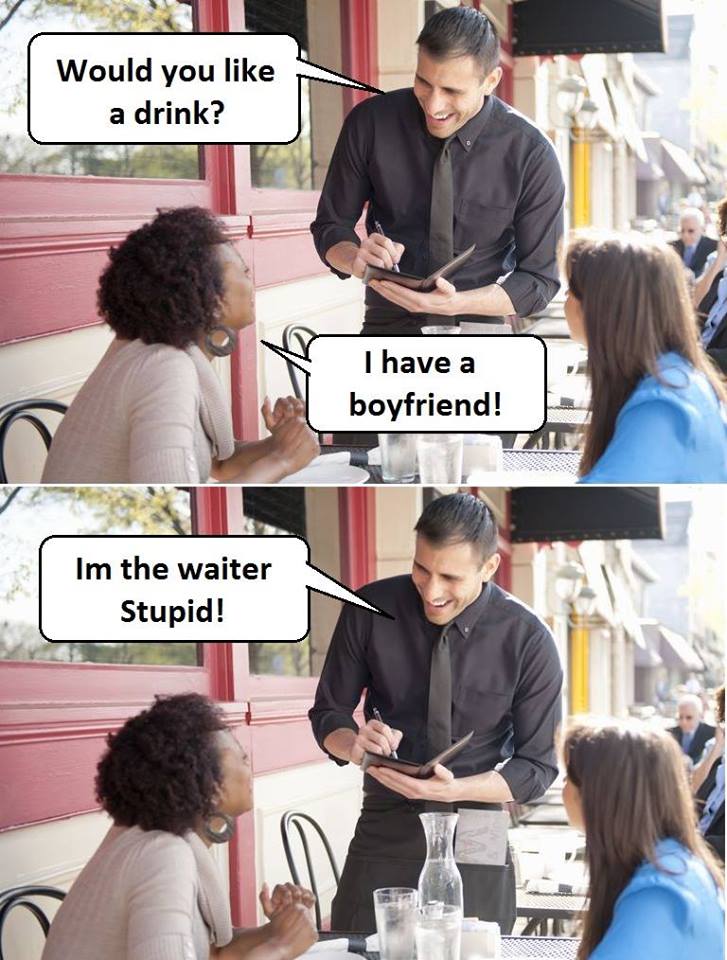 Would you like
a drink?
I have a
boyfriend!
Im the waiter
Stupid!